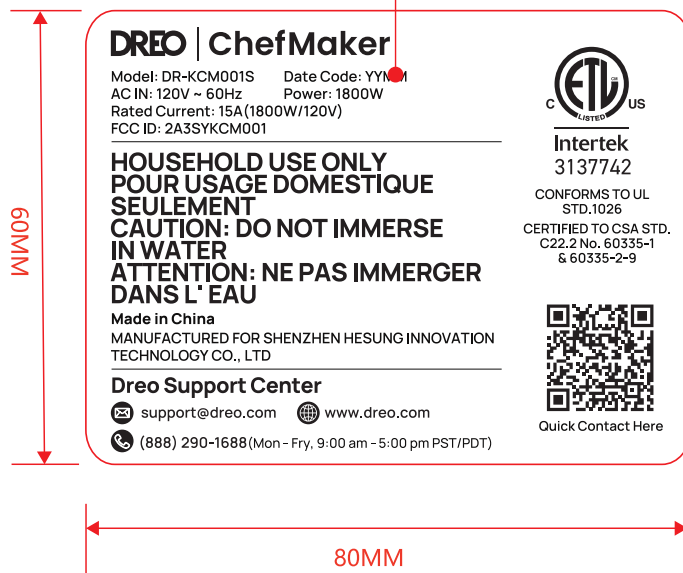 DREO | ChefMaker
Model: DR-KCM001S Date Code: YYMM
AC IN: 120V ~ 60Hz Power: 1800W
Rated Current: 15A(1800W/120V)
FCC ID: 2A3SYKCM001
HOUSEHOLD USE ONLY
POUR USAGE DOMESTIQUE
SEULEMENT
CAUTION: DO NOT IMMERSE
IN WATER
ATTENTION: NE PAS IMMERGER
DANS L' EAU
Made in China
MANUFACTURED FOR SHENZHEN HESUNG INNOVATION
TECHNOLOGY CO., LTD
Dreo Support Center
support@dreo.com www.dreo.com
(888) 290-1688(Mon - Fry, 9:00 am - 5:00 pm PST/PDT)
C ETL US
LISTED
Intertek
3137742
CONFORMS TO UL
STD.1026
CERTIFIED TO CSA STD.
C22.2 No. 60335-1
& 60335-2-9
Quick Contact Here
60MM
80MM